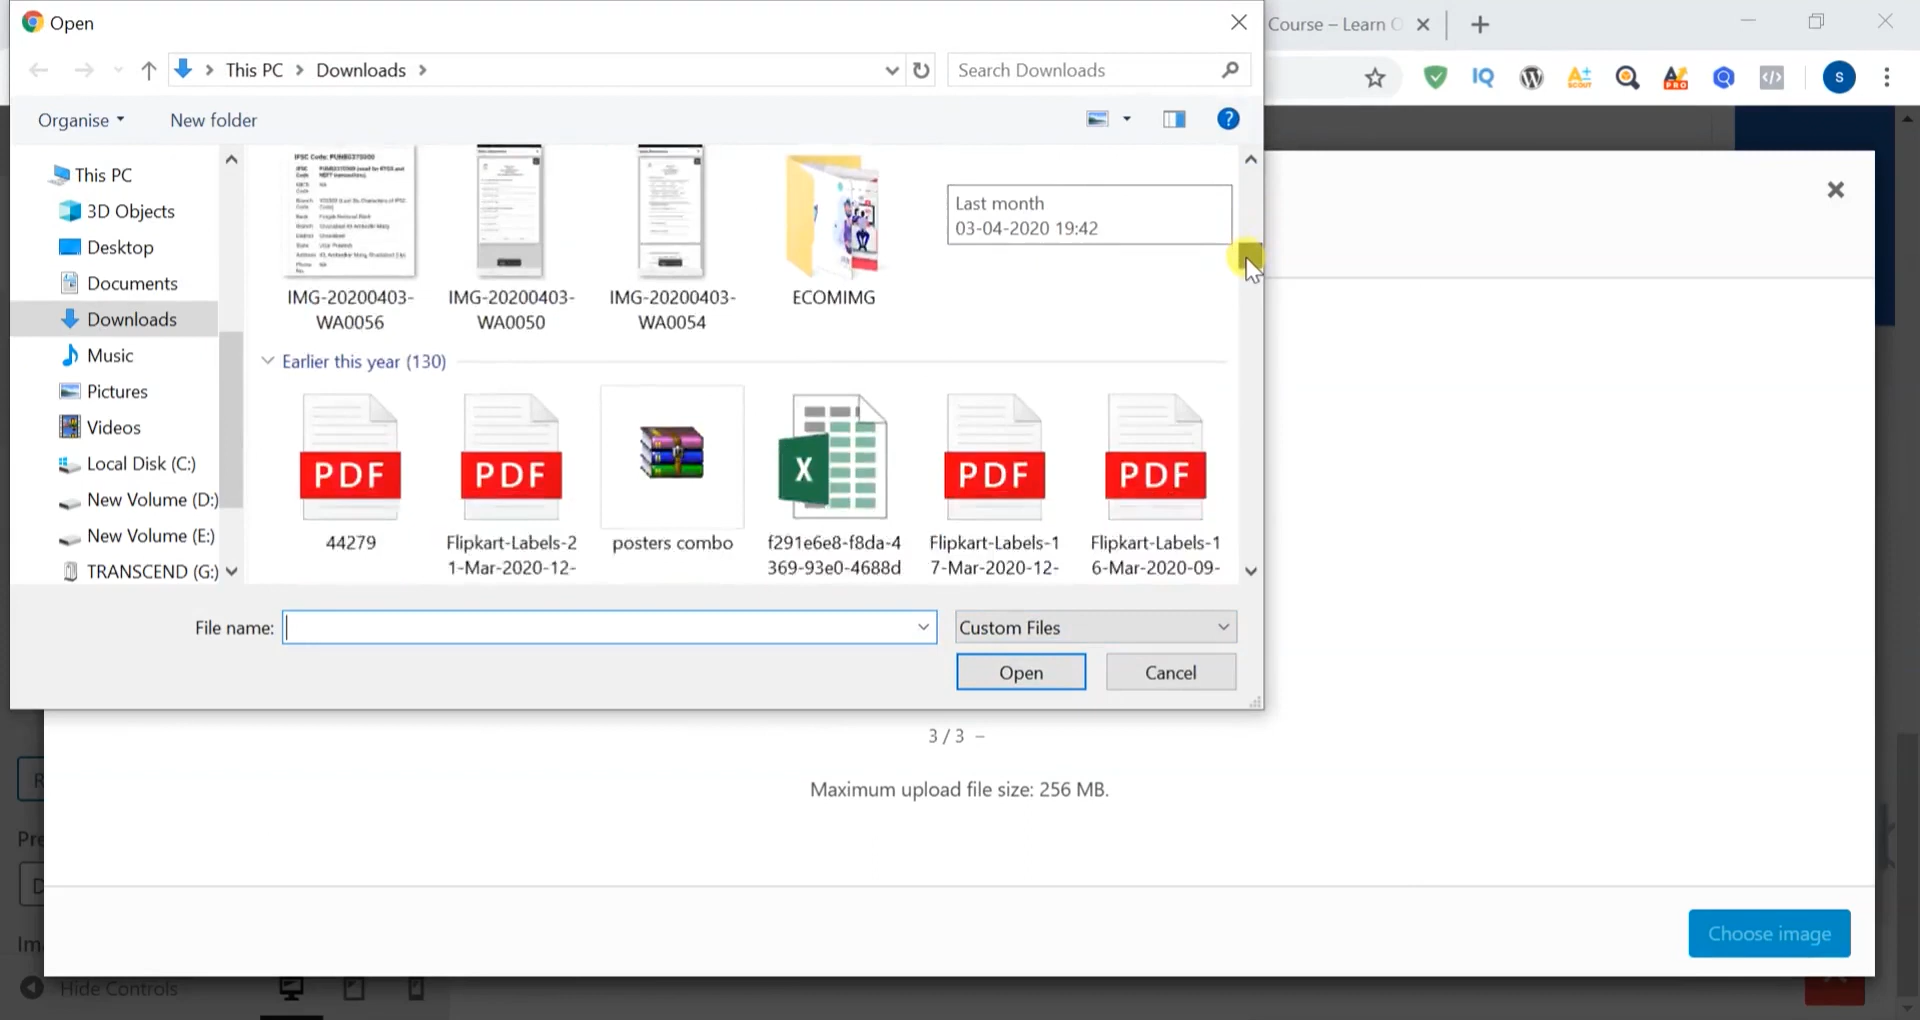 Open
Course – Learn
This PC
Downloads
Search Downloads
IQ
S
Organise
New folder
?
This PC
3D Objects
Desktop
Documents
Downloads
Music
Pictures
Videos
Local Disk (C:)
New Volume (D:)
New Volume (E:)
TRANSCEND (G:)
IFSC Code: PUNB0370000
IMG-20200403-
WA0056
IMG-20200403-
WA0050
IMG-20200403-
WA0054
ECOMIMG
Last month
03-04-2020 19:42
Earlier this year (130)
PDF
PDF
X
PDF
PDF
44279
Flipkart-Labels-2
1-Mar-2020-12-
posters combo
f291e6e8-f8da-4
369-93e0-4688d
Flipkart-Labels-1
7-Mar-2020-12-
Flipkart-Labels-1
6-Mar-2020-09-
File name:
Custom Files
Open
Cancel
3 / 3 –
Maximum upload file size: 256 MB.
Choose image
Hide Controls